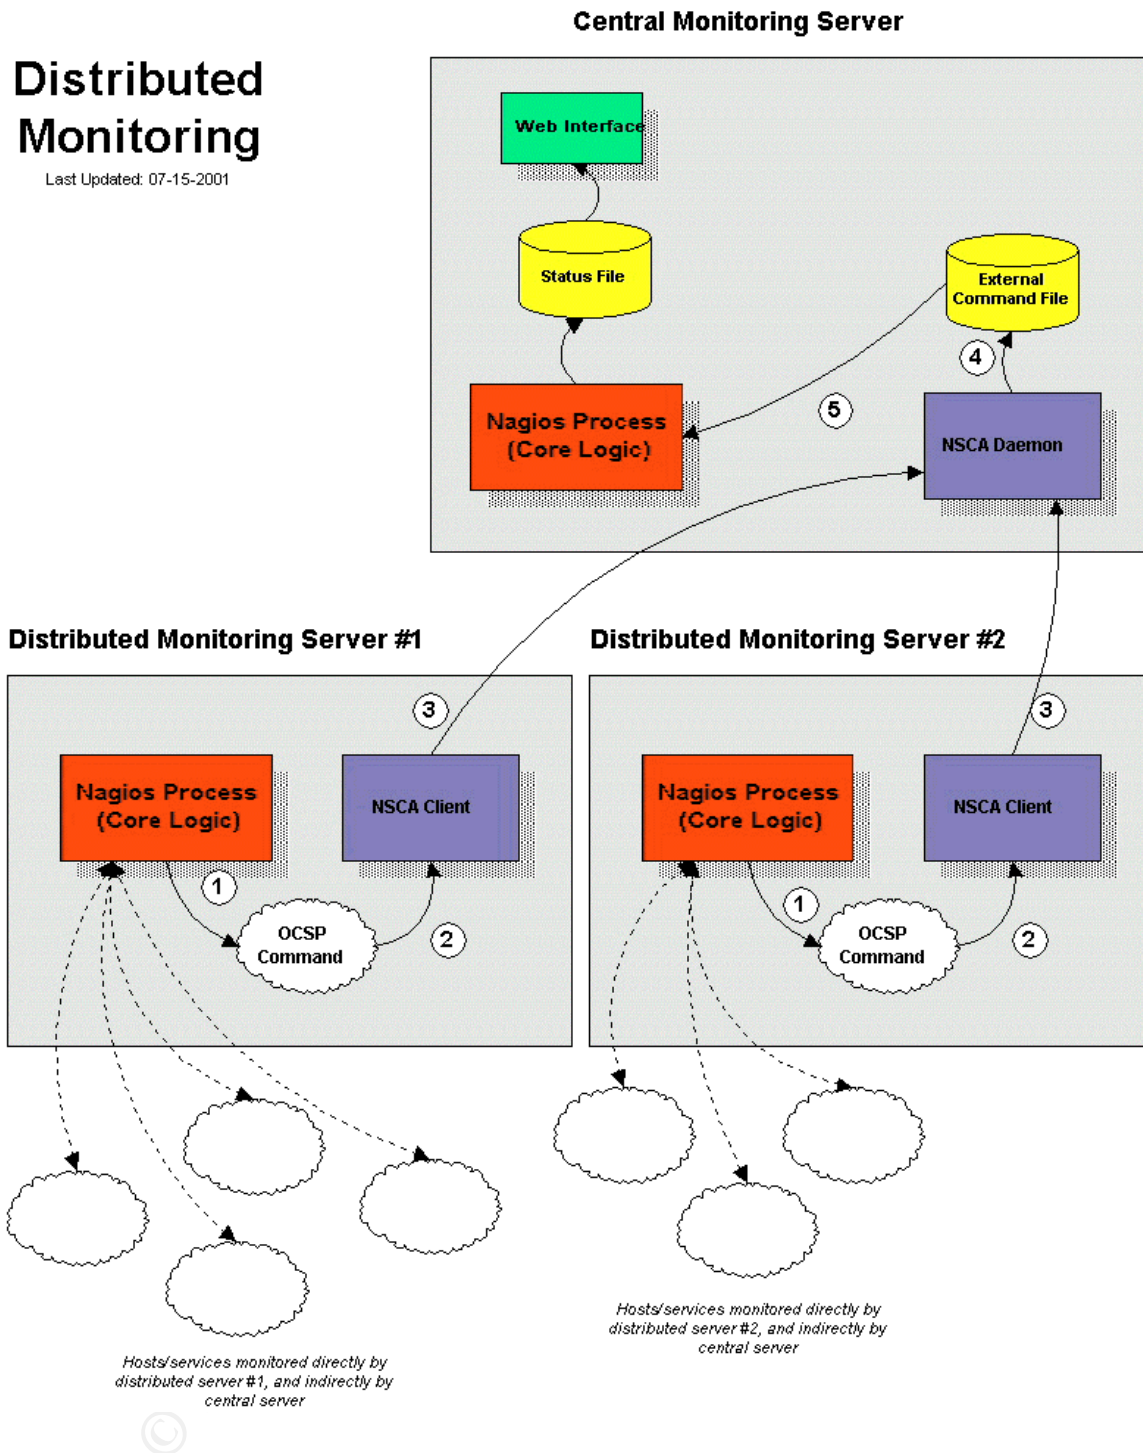 Central Monitoring Server
Distributed
Monitoring
Last Updated: 07-15-2001
Web Interface
Status File
External
Command File
4
5
Nagios Process
(Core Logic)
NSCA Daemon
Distributed Monitoring Server #1
Distributed Monitoring Server #2
3
3
Nagios Process
(Core Logic)
NSCA Client
Nagios Process
(Core Logic)
NSCA Client
1
OCSP
Command
2
1
OCSP
Command
2
Hosts/services monitored directly by
distributed server #2, and indirectly by
central server
Hosts/services monitored directly by
distributed server #1, and indirectly by
central server
©